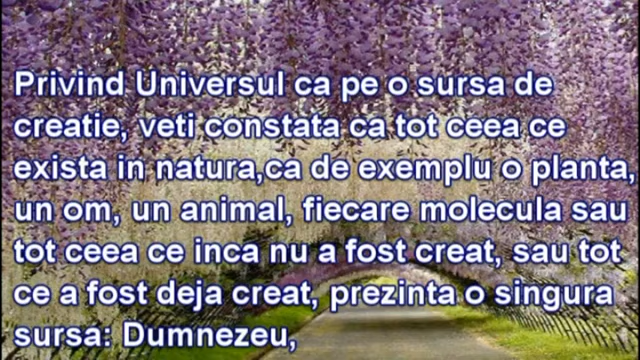 Privind Universul ca pe o sursa de
creatie, veti constata ca tot ceea ce
exista in natura,ca de exemplu o planta,
un om, un animal, fiecare molecula sau
tot ceea ce inca nu a fost creat, sau tot
ce a fost deja creat, prezinta o singura
sursa: Dumnezeu,